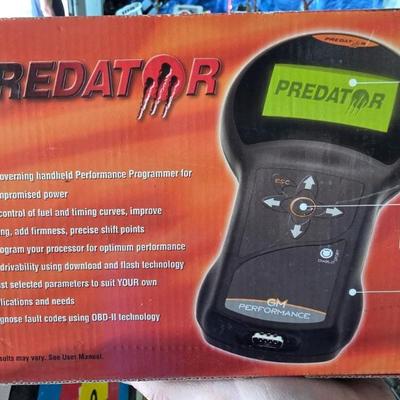 PREDATOR
PREDATOR
PREDATOR
overning handheld Performance Programmer for
mpromised power
control of fuel and timing curves, improve
ng, add firmness, precise shift points
ogram your processor for optimum performance
drivability using download and flash technology
st selected parameters to suit YOUR own
lications and needs
gnose fault codes using OBD-II technology
sults may vary. See User Manual.
ESC
DIABLO
GM
PERFORMANCE